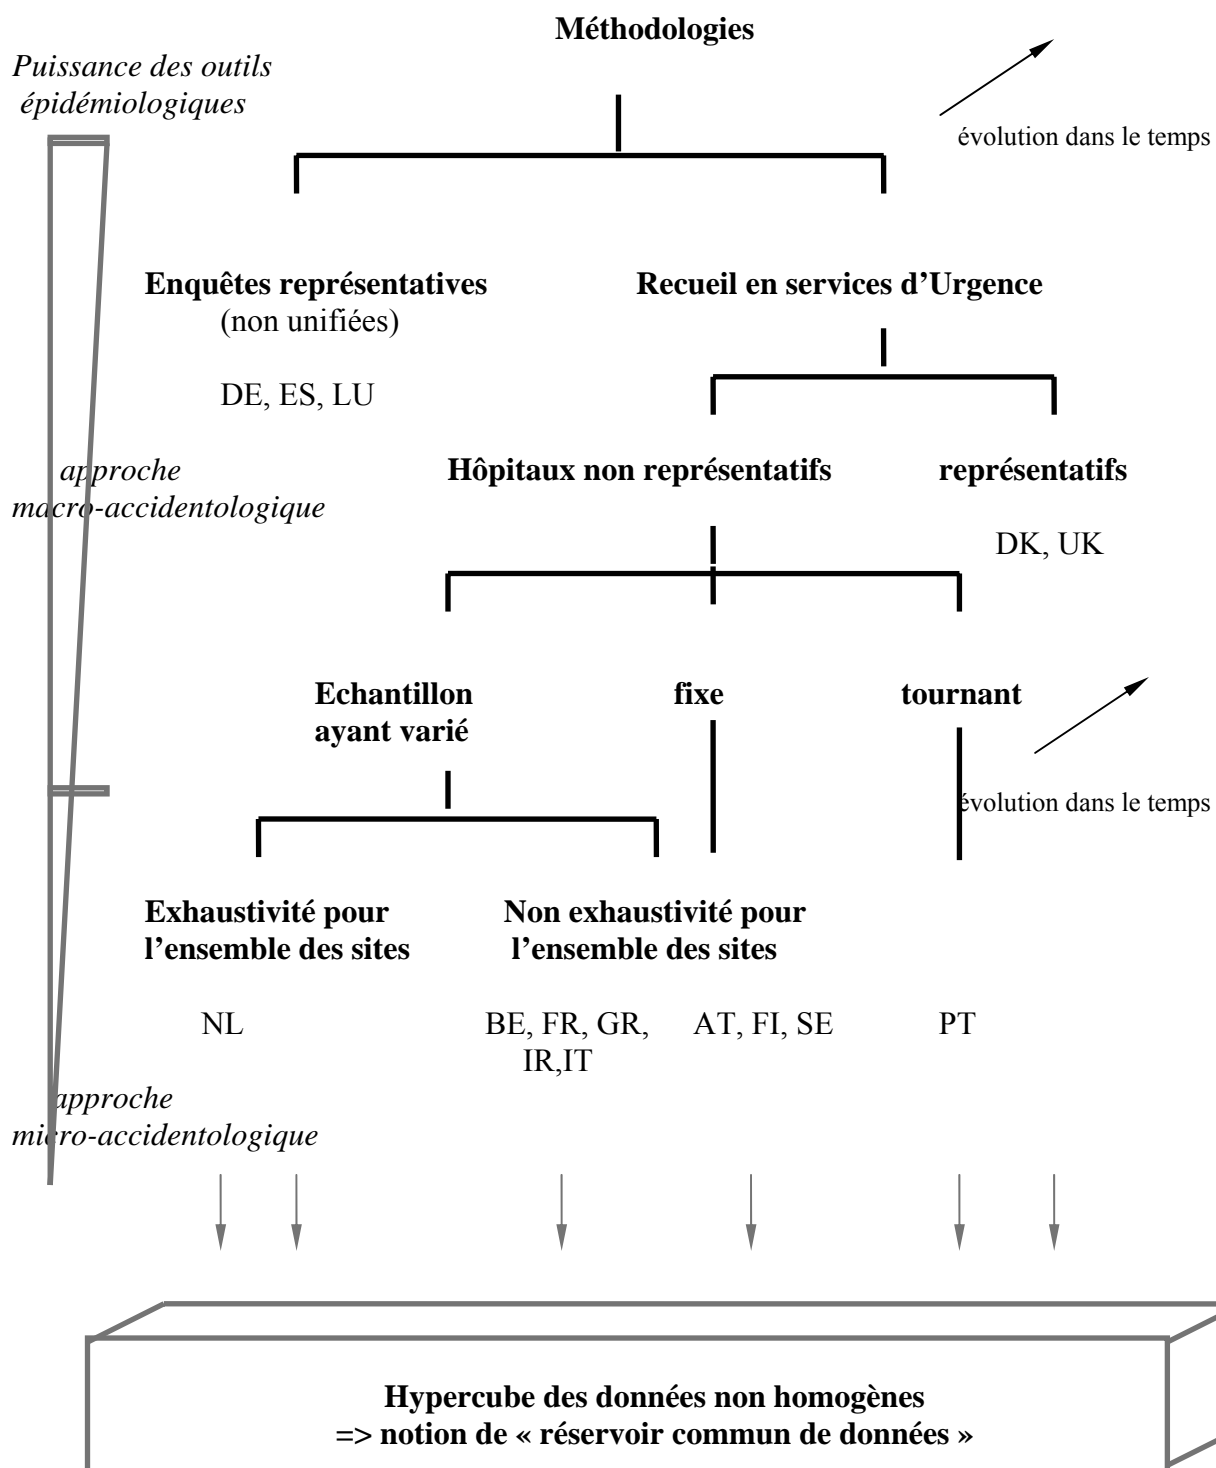 Méthodologies
Puissance des outils
épidémiologiques
évolution dans le temps
Enquêtes représentatives
(non unifiées)
Recueil en services d’Urgence
DE, ES, LU
approche
macro-accidentologique
Hôpitaux non représentatifs
représentatifs
DK, UK
Echantillon
ayant varié
fixe
tournant
évolution dans le temps
Exhaustivité pour
l’ensemble des sites
Non exhaustivité pour
l’ensemble des sites
NL
BE, FR, GR,
IR,IT
AT, FI, SE
PT
approche
micro-accidentologique
Hypercube des données non homogènes
=> notion de « réservoir commun de données »